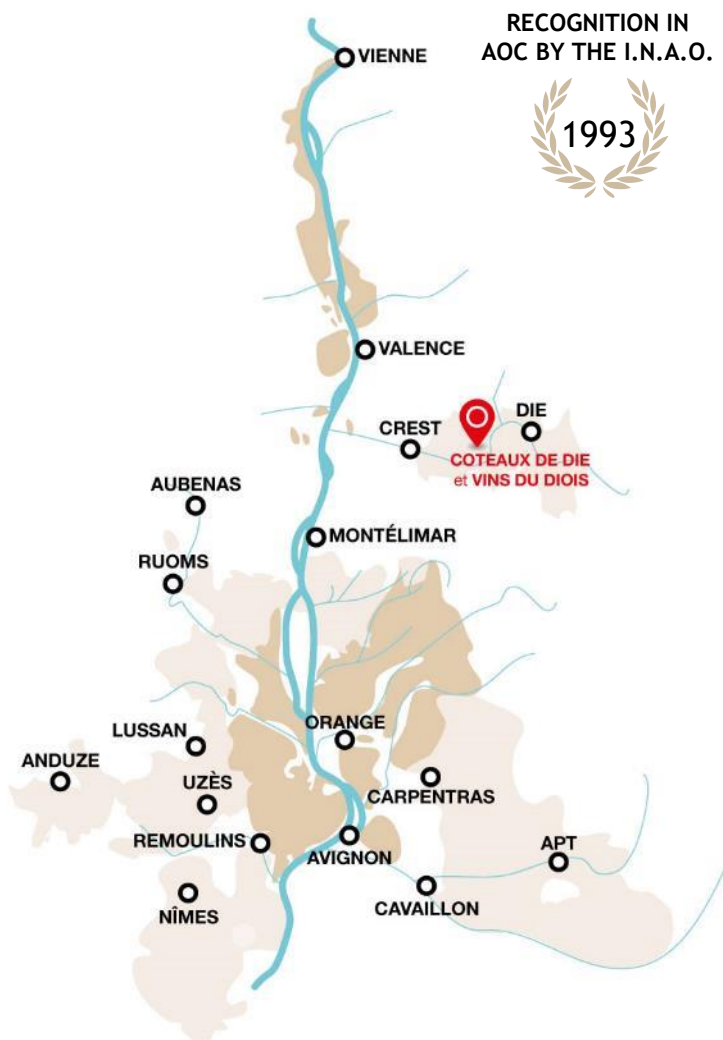 RECOGNITION IN
AOC BY THE I.N.A.O.
1993
VIENNE
VALENCE
CREST
DIE
COTEAUX DE DIE
et VINS DU DIOIS
AUBENAS
MONTÉLIMAR
RUOMS
ORANGE
LUSSAN
ANDUZE
UZÈS
CARPENTRAS
REMOULINS
AVIGNON
APT
NÎMES
CAVAILLON